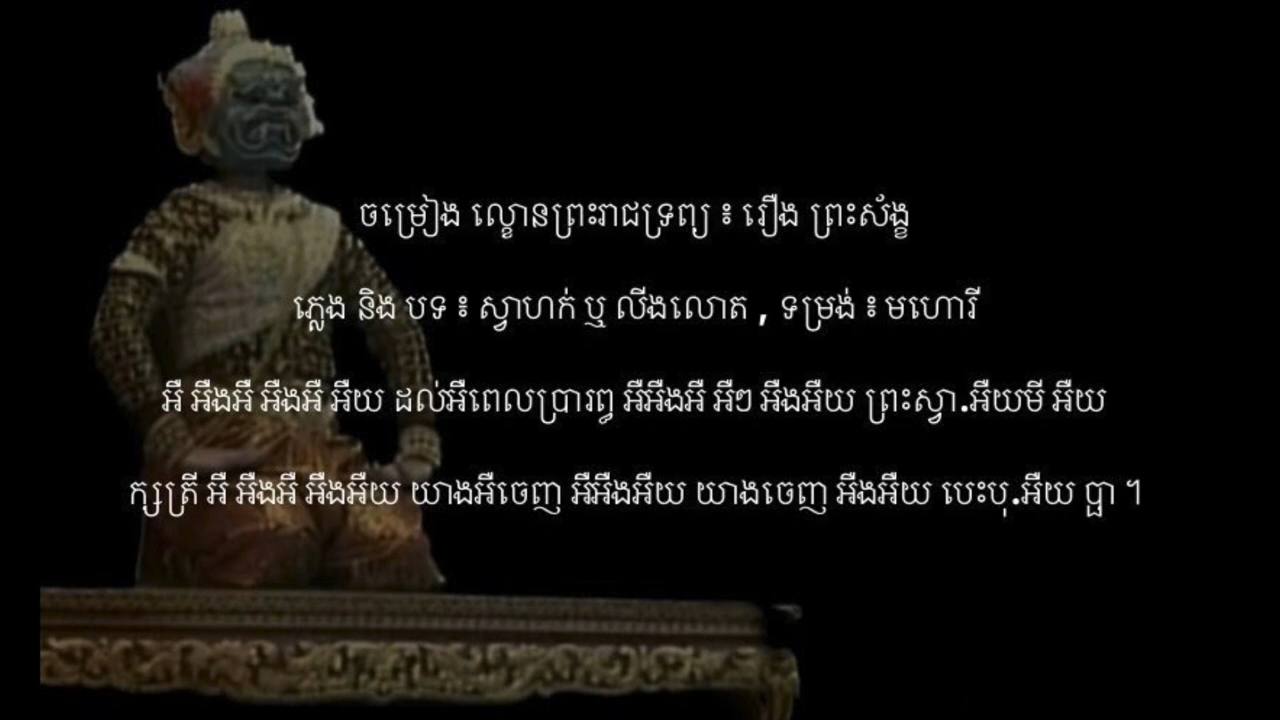 ចម្រៀង ល្ខោនព្រះរាជទ្រព្យ ៖ រឿង ព្រះស័ង្ខ
ភ្លេង និង បទ ៖ ស្វាហក់ ឬ លីងលោត , ទម្រង់ ៖ មហោរី
អឺ អឺងអឺ អឺងអឺ អឺយ ដល់អឺពេលប្រារព្ធ អឺអឺងអឺ អឺៗ អឺងអឺយ ព្រះស្វា.អឺយមី អឺយ
ក្សត្រី អឺ អឺងអឺ អឺងអឺយ យាងអឺចេញ អឺអឺងអឺយ យាងចេញ អឺងអឺយ បេះបុ.អឺយ ប្ផា ។